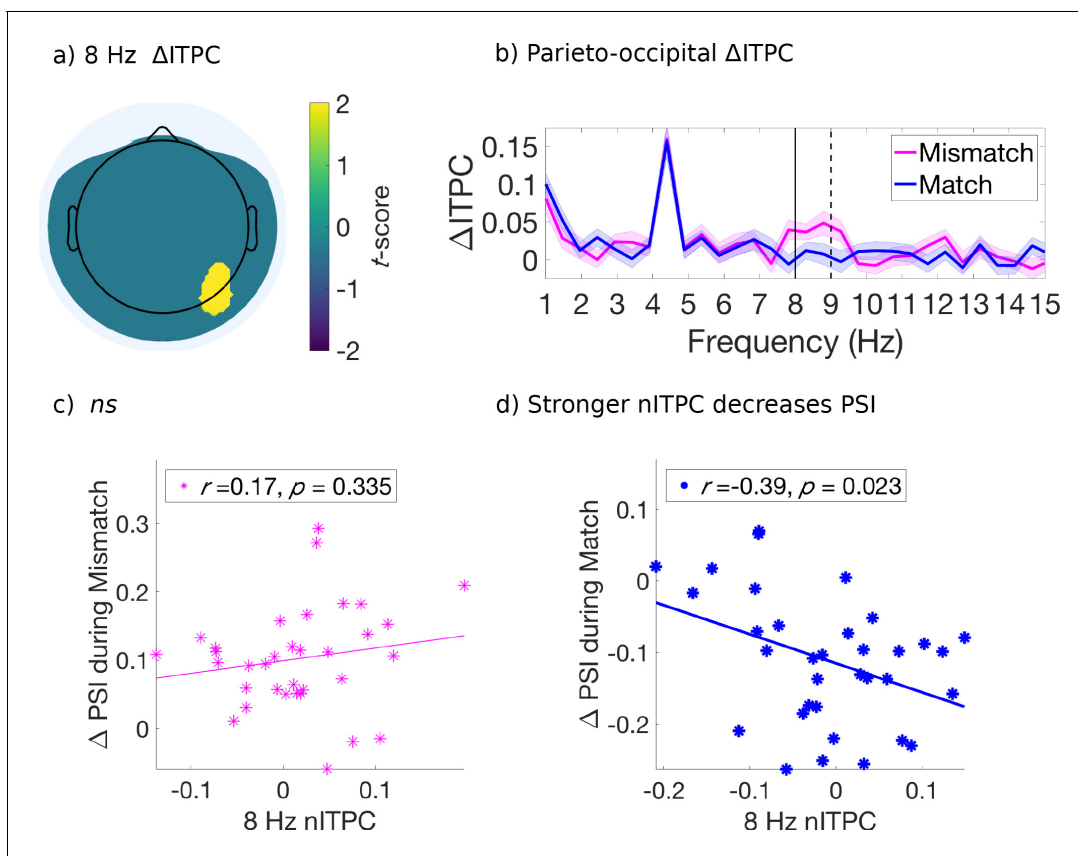 a) 8 Hz ΔITPC
2
1
0
-1
-2
t-score
b) Parieto-occipital ΔITPC
Mismatch
Match
0.15
0.1
0.05
0
ΔITPC
1 2 3 4 5 6 7 8 9 10 11 12 13 14 15
Frequency (Hz)
c) ns
r=0.17, p = 0.335
0.3
0.2
0.1
0
Δ PSI during Mismatch
-0.1 0 0.1
8 Hz nITPC
d) Stronger nITPC decreases PSI
r=-0.39, p = 0.023
0.1
0
-0.1
-0.2
Δ PSI during Match
-0.2 -0.1 0 0.1
8 Hz nITPC